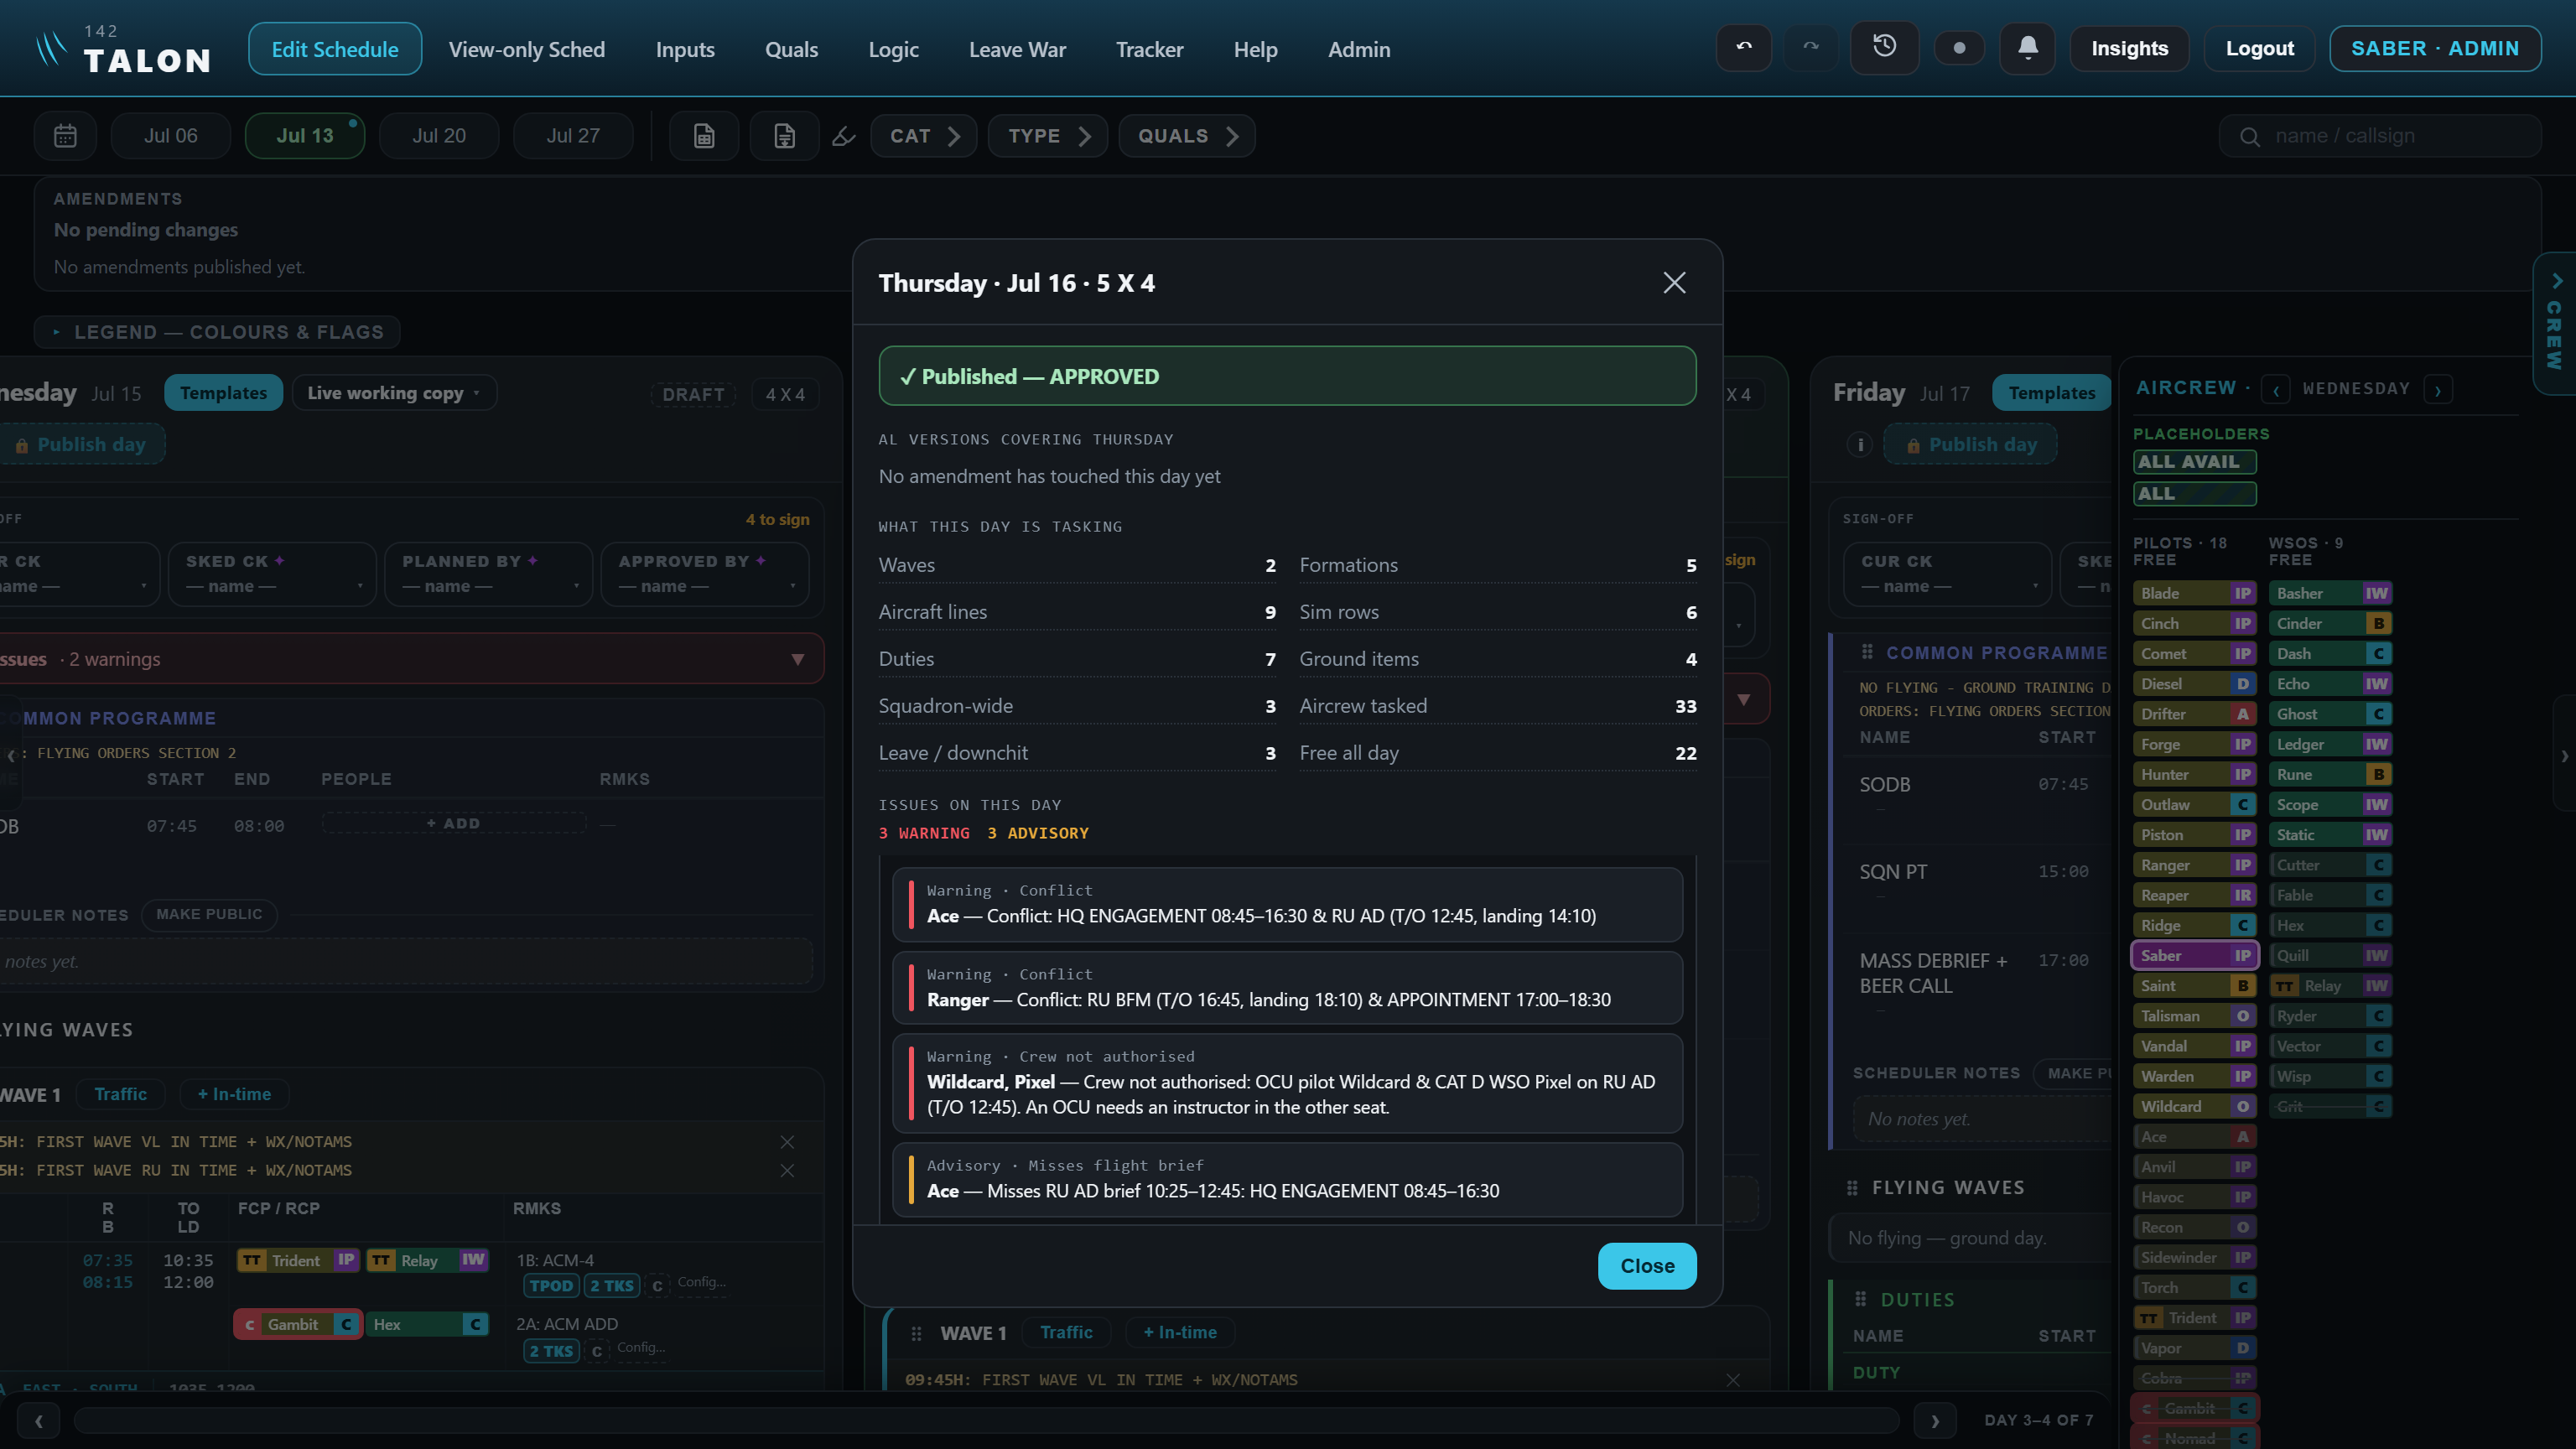 142
TALON
Edit Schedule
View-only Sched
Inputs
Quals
Logic
Leave War
Tracker
Help
Admin
Insights
Logout
SABER · ADMIN
Jul 06
Jul 13
Jul 20
Jul 27
CAT
TYPE
QUALS
name / callsign
AMENDMENTS
No pending changes
No amendments published yet.
LEGEND — COLOURS & FLAGS
CREW
nesday Jul 15
Templates
Live working copy
DRAFT
4 X 4
Publish day
OFF
4 to sign
R CK
SKED CK
PLANNED BY
APPROVED BY
name —
— name —
— name —
— name —
ssues · 2 warnings
OMMON PROGRAMME
: FLYING ORDERS SECTION 2
START
END
PEOPLE
RMKS
DB
07:45
08:00
+ ADD
—
EDULER NOTES
MAKE PUBLIC
notes yet.
LYING WAVES
WAVE 1
Traffic
+ In-time
5H: FIRST WAVE VL IN TIME + WX/NOTAMS
5H: FIRST WAVE RU IN TIME + WX/NOTAMS
R
B
TO
LD
FCP / RCP
RMKS
07:35
08:15
10:35
12:00
TT Trident IP
TT Relay IW
1B: ACM-4
TPOD
2 TKS
C
Config...
C Gambit C
Hex C
2A: ACM ADD
2 TKS
C
Config...
EAST · SOUTH
1035-1200
Thursday · Jul 16 · 5 X 4
✓ Published — APPROVED
AL VERSIONS COVERING THURSDAY
No amendment has touched this day yet
WHAT THIS DAY IS TASKING
Waves 2
Formations 5
Aircraft lines 9
Sim rows 6
Duties 7
Ground items 4
Squadron-wide 3
Aircrew tasked 33
Leave / downchit 3
Free all day 22
ISSUES ON THIS DAY
3 WARNING 3 ADVISORY
Warning · Conflict
Ace — Conflict: HQ ENGAGEMENT 08:45–16:30 & RU AD (T/O 12:45, landing 14:10)
Warning · Conflict
Ranger — Conflict: RU BFM (T/O 16:45, landing 18:10) & APPOINTMENT 17:00–18:30
Warning · Crew not authorised
Wildcard, Pixel — Crew not authorised: OCU pilot Wildcard & CAT D WSO Pixel on RU AD
(T/O 12:45). An OCU needs an instructor in the other seat.
Advisory · Misses flight brief
Ace — Misses RU AD brief 10:25–12:45: HQ ENGAGEMENT 08:45–16:30
Close
X 4
sign
WAVE 1
Traffic
+ In-time
09:45H: FIRST WAVE VL IN TIME + WX/NOTAMS
Friday Jul 17
Templates
i
Publish day
SIGN-OFF
CUR CK
SKE
— name —
— n
COMMON PROGRAMME
NO FLYING - GROUND TRAINING D
ORDERS: FLYING ORDERS SECTION
NAME
START
SODB
07:45
—
SQN PT
15:00
—
MASS DEBRIEF +
BEER CALL
17:00
—
SCHEDULER NOTES
MAKE PU
No notes yet.
FLYING WAVES
No flying — ground day.
DUTIES
NAME
START
DUTY
AIRCREW ·
WEDNESDAY
PLACEHOLDERS
ALL AVAIL
ALL
PILOTS · 18
FREE
WSOS · 9
FREE
Blade IP
Basher IW
Cinch IP
Cinder B
Comet IP
Dash C
Diesel D
Echo IW
Drifter A
Ghost C
Forge IP
Ledger IW
Hunter IP
Rune B
Outlaw C
Scope IW
Piston IP
Static IW
Ranger IP
Cutter C
Reaper IR
Fable C
Ridge C
Hex C
Saber IP
Quill IW
Saint B
TT Relay IW
Talisman O
Ryder C
Vandal IP
Vector C
Warden IP
Wisp C
Wildcard O
Grit C
Ace A
Anvil IP
Havoc IP
Recon O
Sidewinder IP
Torch C
TT Trident IP
Vapor D
Cobra IP
C Gambit C
C Nomad C
DAY 3–4 OF 7